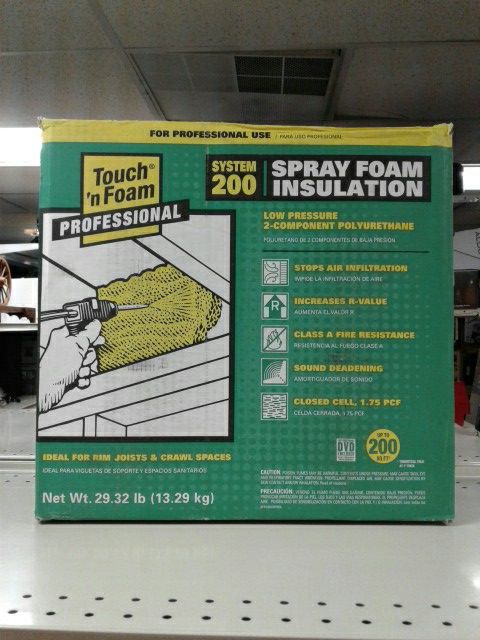 FOR PROFESSIONAL USE / PARA USO PROFESIONAL
Touch®
'n Foam
PROFESSIONAL
SYSTEM
200
SPRAY FOAM
INSULATION
LOW PRESSURE
2-COMPONENT POLYURETHANE
POLIURETANO DE 2 COMPONENTES DE BAJA PRESIÓN
STOPS AIR INFILTRATION
IMPIDE LA INFILTRACIÓN DE AIRE
R
INCREASES R-VALUE
AUMENTA EL VALOR R
CLASS A FIRE RESISTANCE
RESISTENCIA AL FUEGO CLASE A
SOUND DEADENING
AMORTIGUADOR DE SONIDO
CLOSED CELL, 1.75 PCF
CELDA CERRADA, 1.75 PCF
DVD
UP TO
200
SQ FT
IDEAL FOR RIM JOISTS & CRAWL SPACES
IDEAL PARA VIGUETAS DE SOPORTE Y ESPACIOS SANITARIOS
Net Wt. 29.32 lb (13.29 kg)
CAUTION:
PRECAUCIÓN: